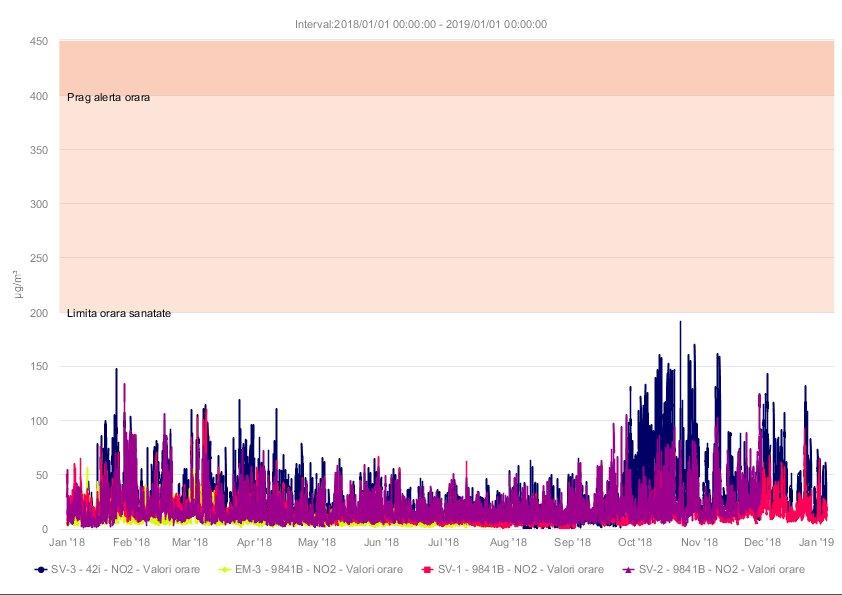 Interval:2018/01/01 00:00:00 - 2019/01/01 00:00:00
450
Prag alerta orara
400
350
300
250
µg/m³
Limita orara sanatate
200
150
100
50
0
Jan '18 Feb '18 Mar '18 Apr '18 May '18 Jun '18 Jul '18 Aug '18 Sep '18 Oct '18 Nov '18 Dec '18 Jan '19
SV-3 - 42i - NO2 - Valori orare EM-3 - 9841B - NO2 - Valori orare SV-1 - 9841B - NO2 - Valori orare SV-2 - 9841B - NO2 - Valori orare